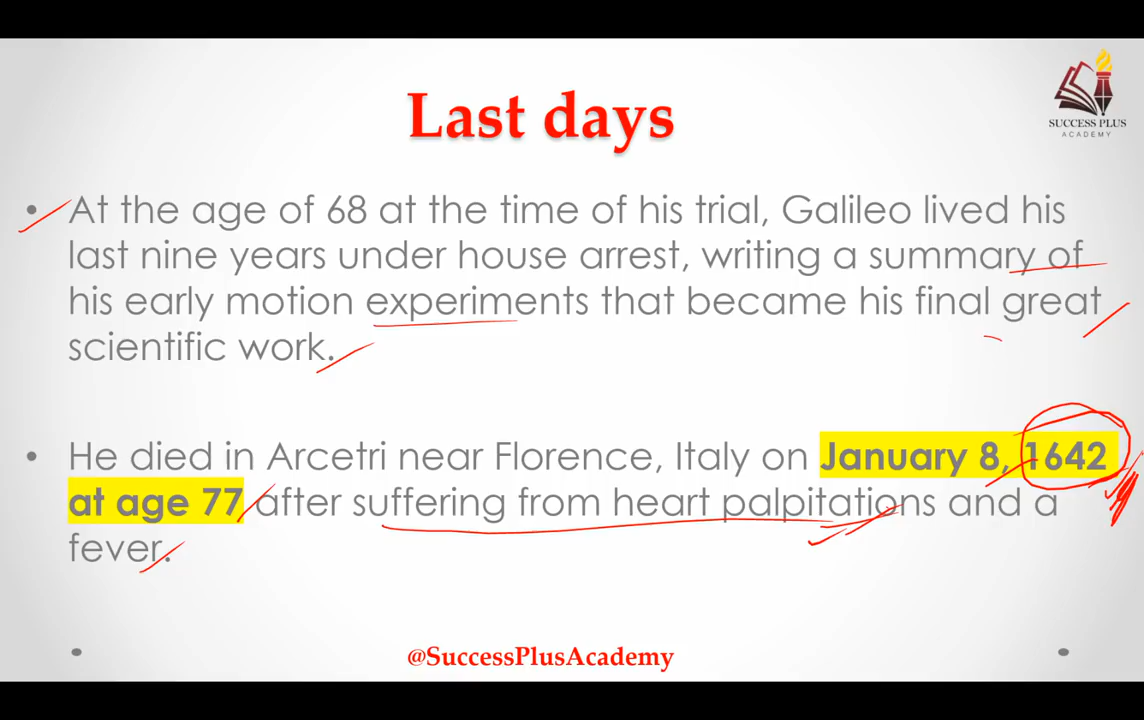 SUCCESS PLUS
ACADEMY
Last days
• At the age of 68 at the time of his trial, Galileo lived his
last nine years under house arrest, writing a summary of
his early motion experiments that became his final great
scientific work.
• He died in Arcetri near Florence, Italy on January 8, 1642
at age 77 after suffering from heart palpitations and a
fever.
@SuccessPlusAcademy